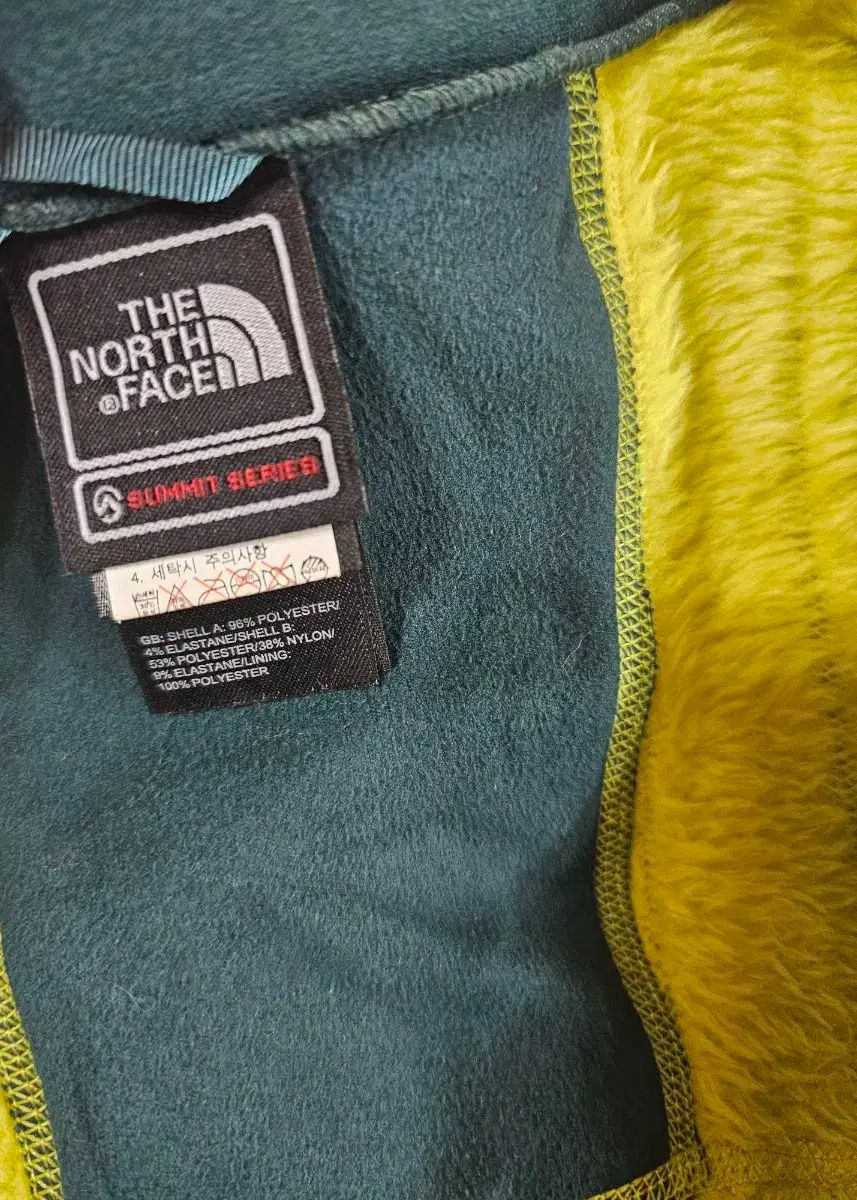 THE
NORTH
FACE®
SUMMIT SERIES
4. 세탁시 주의사항
GB: SHELL A: 96% POLYESTER/
4% ELASTANE/SHELL B:
53% POLYESTER/38% NYLON/
9% ELASTANE/LINING:
100% POLYESTER